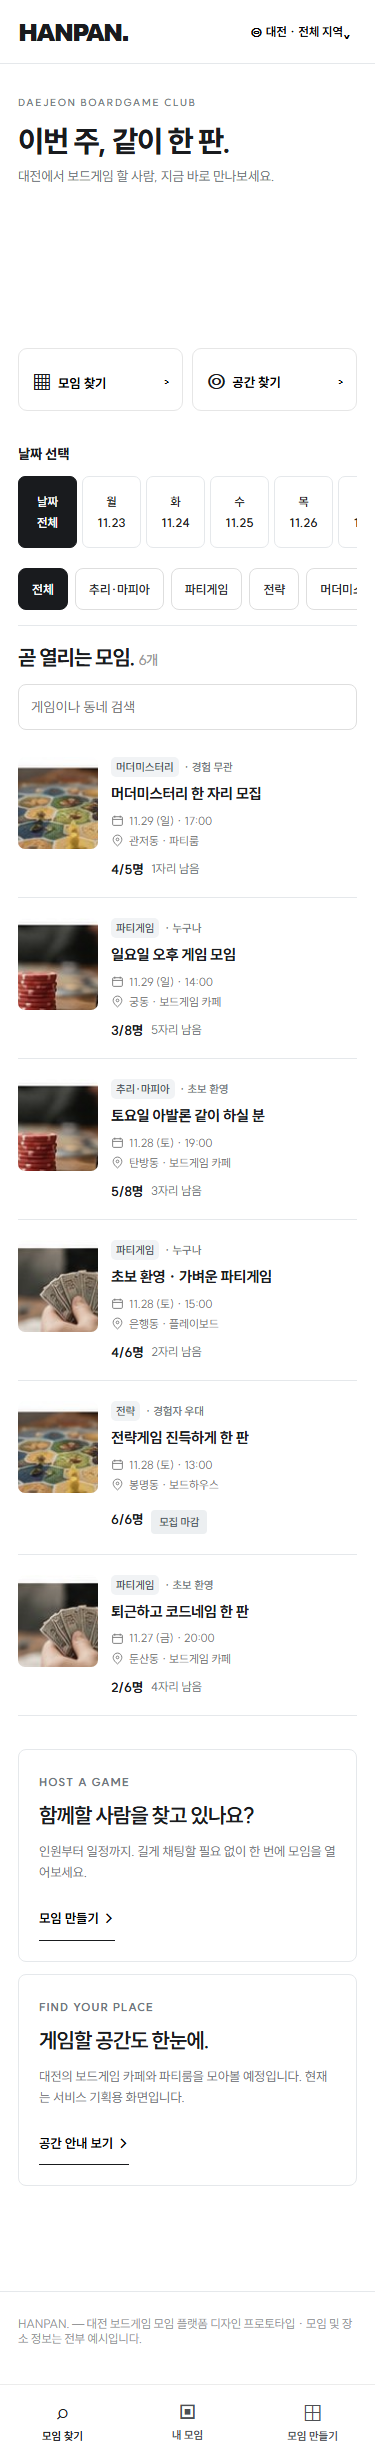 HANPAN.
대전 · 전체 지역
DAEJEON BOARDGAME CLUB
이번 주, 같이 한 판.
대전에서 보드게임 할 사람, 지금 바로 만나보세요.
모임 찾기 >
공간 찾기 >
날짜 선택
날짜 월 화 수 목
전체 11.23 11.24 11.25 11.26
전체 추리·마피아 파티게임 전략 머더미스
곧 열리는 모임. 6개
게임이나 동네 검색
머더미스터리 · 경험 무관
머더미스터리 한 자리 모집
11.29 (일) · 17:00
관저동 · 파티룸
4/5명 1자리 남음
파티게임 · 누구나
일요일 오후 게임 모임
11.29 (일) · 14:00
궁동 · 보드게임 카페
3/8명 5자리 남음
추리·마피아 · 초보 환영
토요일 아발론 같이 하실 분
11.28 (토) · 19:00
탄방동 · 보드게임 카페
5/8명 3자리 남음
파티게임 · 누구나
초보 환영 · 가벼운 파티게임
11.28 (토) · 15:00
은행동 · 플레이보드
4/6명 2자리 남음
전략 · 경험자 우대
전략게임 진득하게 한 판
11.28 (토) · 13:00
봉명동 · 보드하우스
6/6명 모집 마감
파티게임 · 초보 환영
퇴근하고 코드네임 한 판
11.27 (금) · 20:00
둔산동 · 보드게임 카페
2/6명 4자리 남음
HOST A GAME
함께할 사람을 찾고 있나요?
인원부터 일정까지. 길게 채팅할 필요 없이 한 번에 모임을 열
어보세요.
모임 만들기 >
FIND YOUR PLACE
게임할 공간도 한눈에.
대전의 보드게임 카페와 파티룸을 모아볼 예정입니다. 현재
는 서비스 기획용 화면입니다.
공간 안내 보기 >
HANPAN. — 대전 보드게임 모임 플랫폼 디자인 프로토타입 · 모임 및 장
소 정보는 전부 예시입니다.
모임 찾기 내 모임 모임 만들기